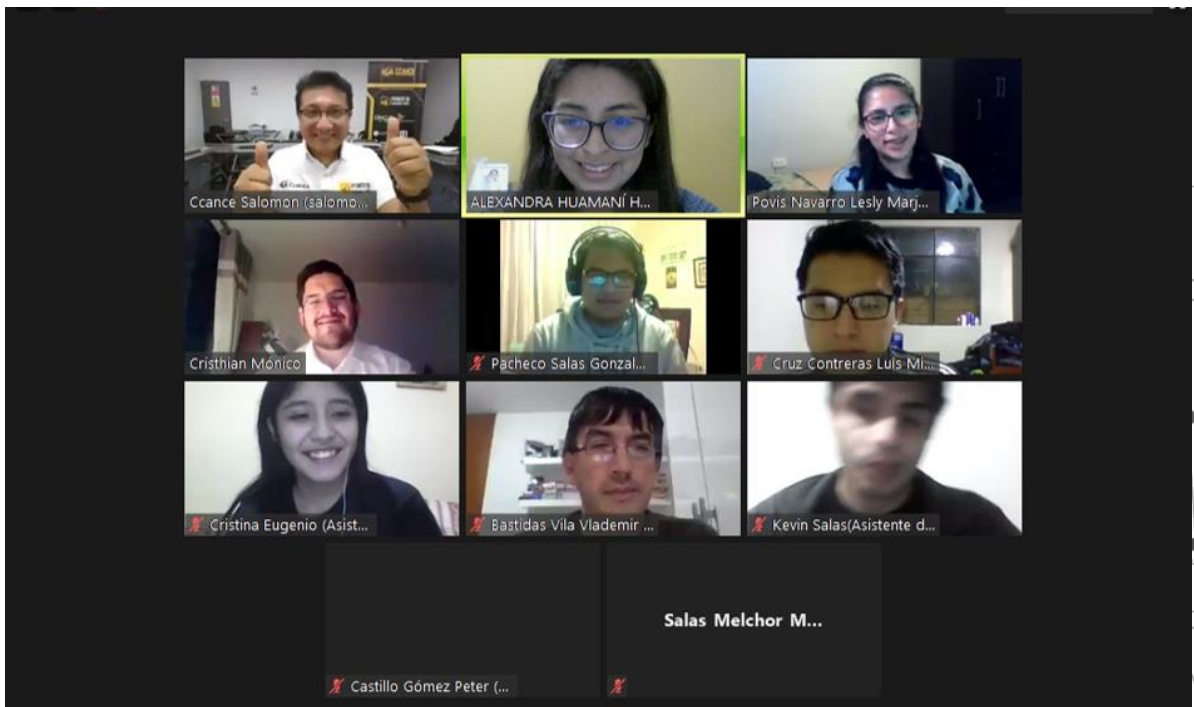 Ccance Salomon (salomo...
ALEXANDRA HUAMANÍ H...
Povis Navarro Lesly Marj...
Cristhian Mónico
Pacheco Salas Gonzal...
Cruz Contreras Luis Mi...
Cristina Eugenio (Asist...
Bastidas Vila Vlademir ...
Kevin Salas(Asistente d...
Castillo Gómez Peter (...
Salas Melchor M...